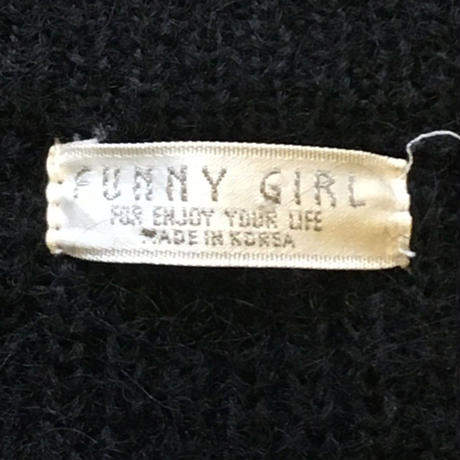 FUNNY GIRL
FOR ENJOY YOUR LIFE
MADE IN KOREA